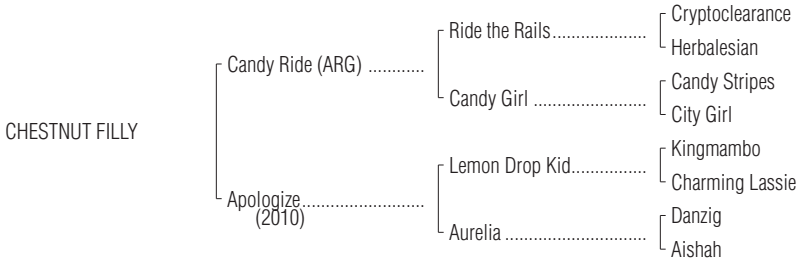 Cryptoclearance
Ride the Rails....................
Herbalesian
Candy Ride (ARG) ............
Candy Stripes
Candy Girl ........................
City Girl
CHESTNUT FILLY
Kingmambo
Lemon Drop Kid................
Charming Lassie
Apologize..........................
(2010)
Danzig
Aurelia ..............................
Aishah